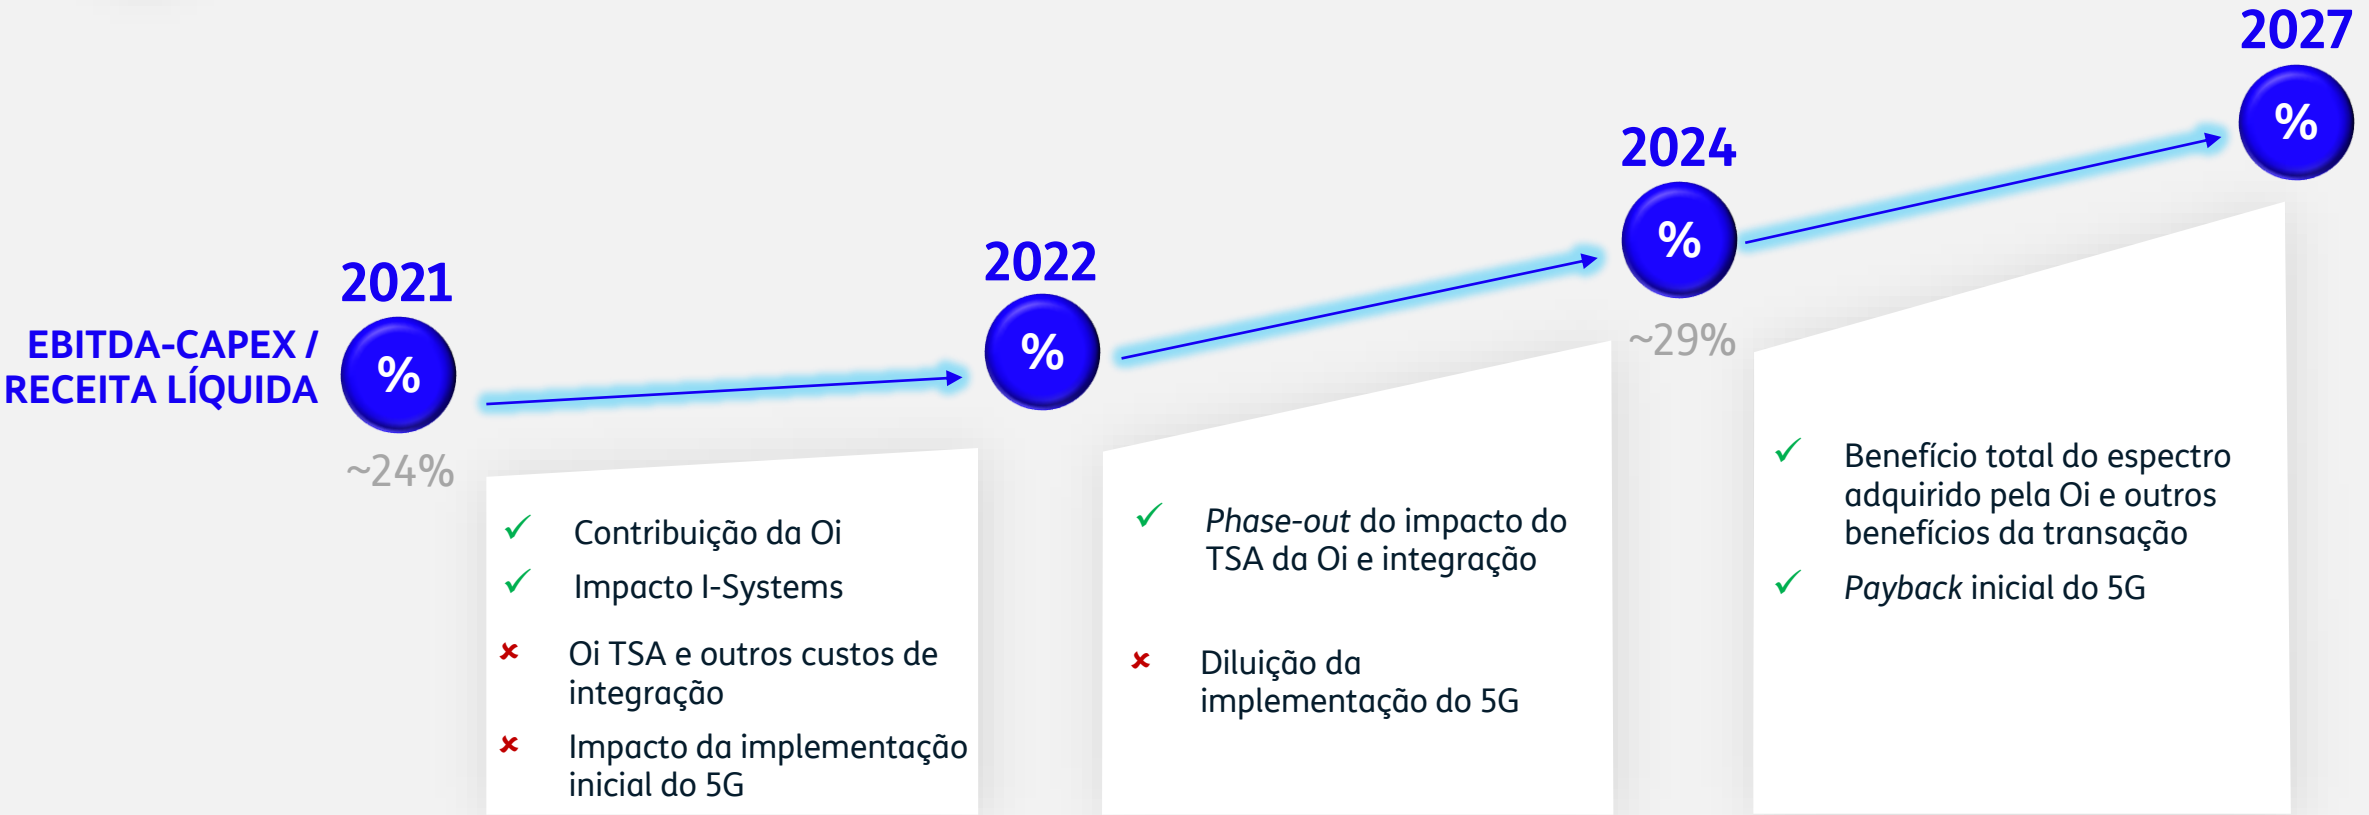 EBITDA-CAPEX /
RECEITA LÍQUIDA
2021
%
~24%
2022
%
2024
%
~29%
2027
%
✓ Contribuição da Oi
✓ Impacto I-Systems
✘ Oi TSA e outros custos de
integração
✘ Impacto da implementação
inicial do 5G
✓ Phase-out do impacto do
TSA da Oi e integração
✘ Diluição da
implementação do 5G
✓ Benefício total do espectro
adquirido pela Oi e outros
benefícios da transação
✓ Payback inicial do 5G